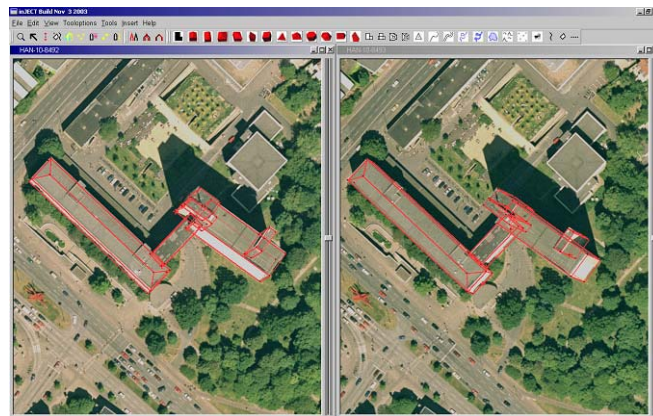 inJECT Build Nov 3 2003
File Edit View Tooloptions Tools Insert Help
HAN-10-8492
HAN-10-8493